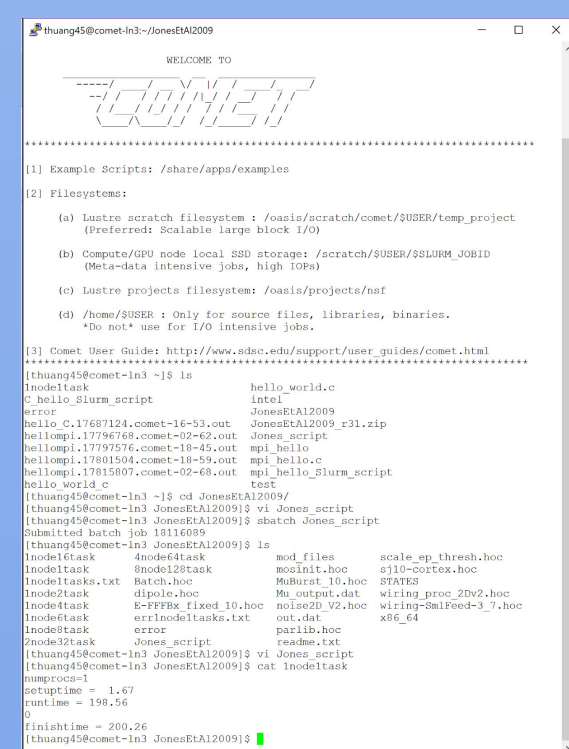 thuang45@comet-ln3:~/JonesEtAl2009
WELCOME TO
*******************************************************************************
[1] Example Scripts: /share/apps/examples
[2] Filesystems:
(a) Lustre scratch filesystem : /oasis/scratch/comet/$USER/temp_project
(Preferred: Scalable large block I/O)
(b) Compute/GPU node local SSD storage: /scratch/$USER/$SLURM_JOBID
(Meta-data intensive jobs, high IOPs)
(c) Lustre projects filesystem: /oasis/projects/nsf
(d) /home/$USER : Only for source files, libraries, binaries.
*Do not* use for I/O intensive jobs.
[3] Comet User Guide: http://www.sdsc.edu/support/user_guides/comet.html
******************************************************************************
[thuang45@comet-ln3 ~]$ ls
1node1task hello_world.c
C_hello_Slurm_script intel
error JonesEtAl2009
hello_C.17687124.comet-16-53.out JonesEtAl2009_r31.zip
hellompi.17796768.comet-02-62.out Jones_script
hellompi.17797576.comet-18-45.out mpi_hello
hellompi.17801504.comet-18-59.out mpi_hello.c
hellompi.17815807.comet-02-68.out mpi_hello_Slurm_script
hello_world_c test
[thuang45@comet-ln3 ~]$ cd JonesEtAl2009/
[thuang45@comet-ln3 JonesEtAl2009]$ vi Jones_script
[thuang45@comet-ln3 JonesEtAl2009]$ sbatch Jones_script
Submitted batch job 18116089
[thuang45@comet-ln3 JonesEtAl2009]$ ls
1node16task 4node64task mod_files scale_ep_thresh.hoc
1node1task 8node128task mosinit.hoc sj10-cortex.hoc
1node1tasks.txt Batch.hoc MuBurst_10.hoc STATES
1node2task dipole.hoc Mu_output.dat wiring_proc_2Dv2.hoc
1node4task E-FFFBx_fixed_10.hoc noise2D_V2.hoc wiring-SmlFeed-3_7.hoc
1node6task err1node1tasks.txt out.dat x86_64
1node8task error parlib.hoc
2node32task Jones_script readme.txt
[thuang45@comet-ln3 JonesEtAl2009]$ vi Jones_script
[thuang45@comet-ln3 JonesEtAl2009]$ cat 1node1task
numprocs=1
setuptime = 1.67
runtime = 198.56
0
finishtime = 200.26
[thuang45@comet-ln3 JonesEtAl2009]$